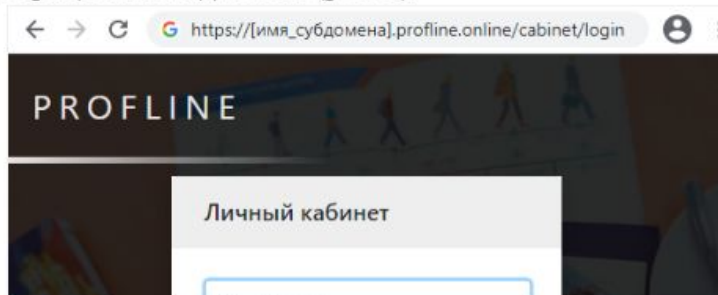 https://[имя_субдомена].profline.online/cabinet/login
PROFLINE
Личный кабинет